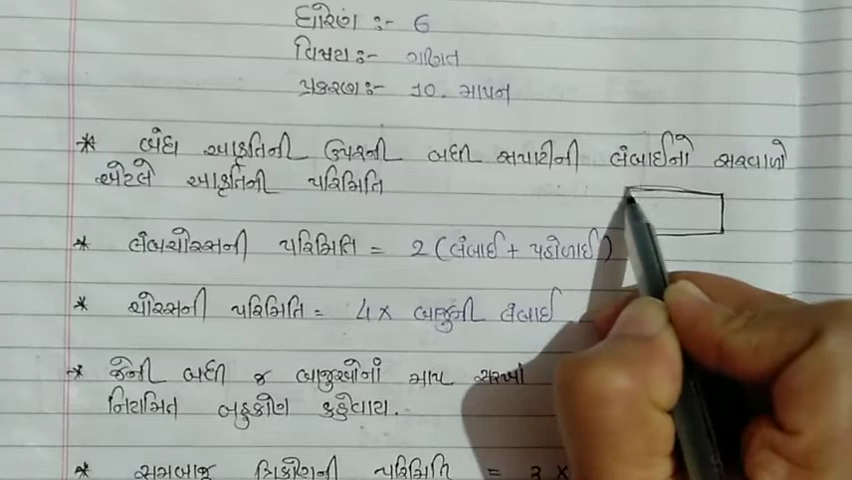 ધોરણ :- 6
વિષય :- ગણિત
પ્રકરણ :- 10. માપન
* બંધ આકૃતિની ઉપરની બધી સપાટીની લંબાઈનો સરવાળો
એટલે આકૃતિની પરિમિતિ
* લંબચોરસની પરિમિતિ = 2 (લંબાઈ + પહોળાઈ)
* ચોરસની પરિમિતિ = 4 × બાજુની લંબાઈ
* જેની બધી જ બાજુઓનાં માપ સરખાં
નિયમિત બહુકોણ કહેવાય.
* સમબાજુ ત્રિકોણની પરિમિતિ = 3 ×